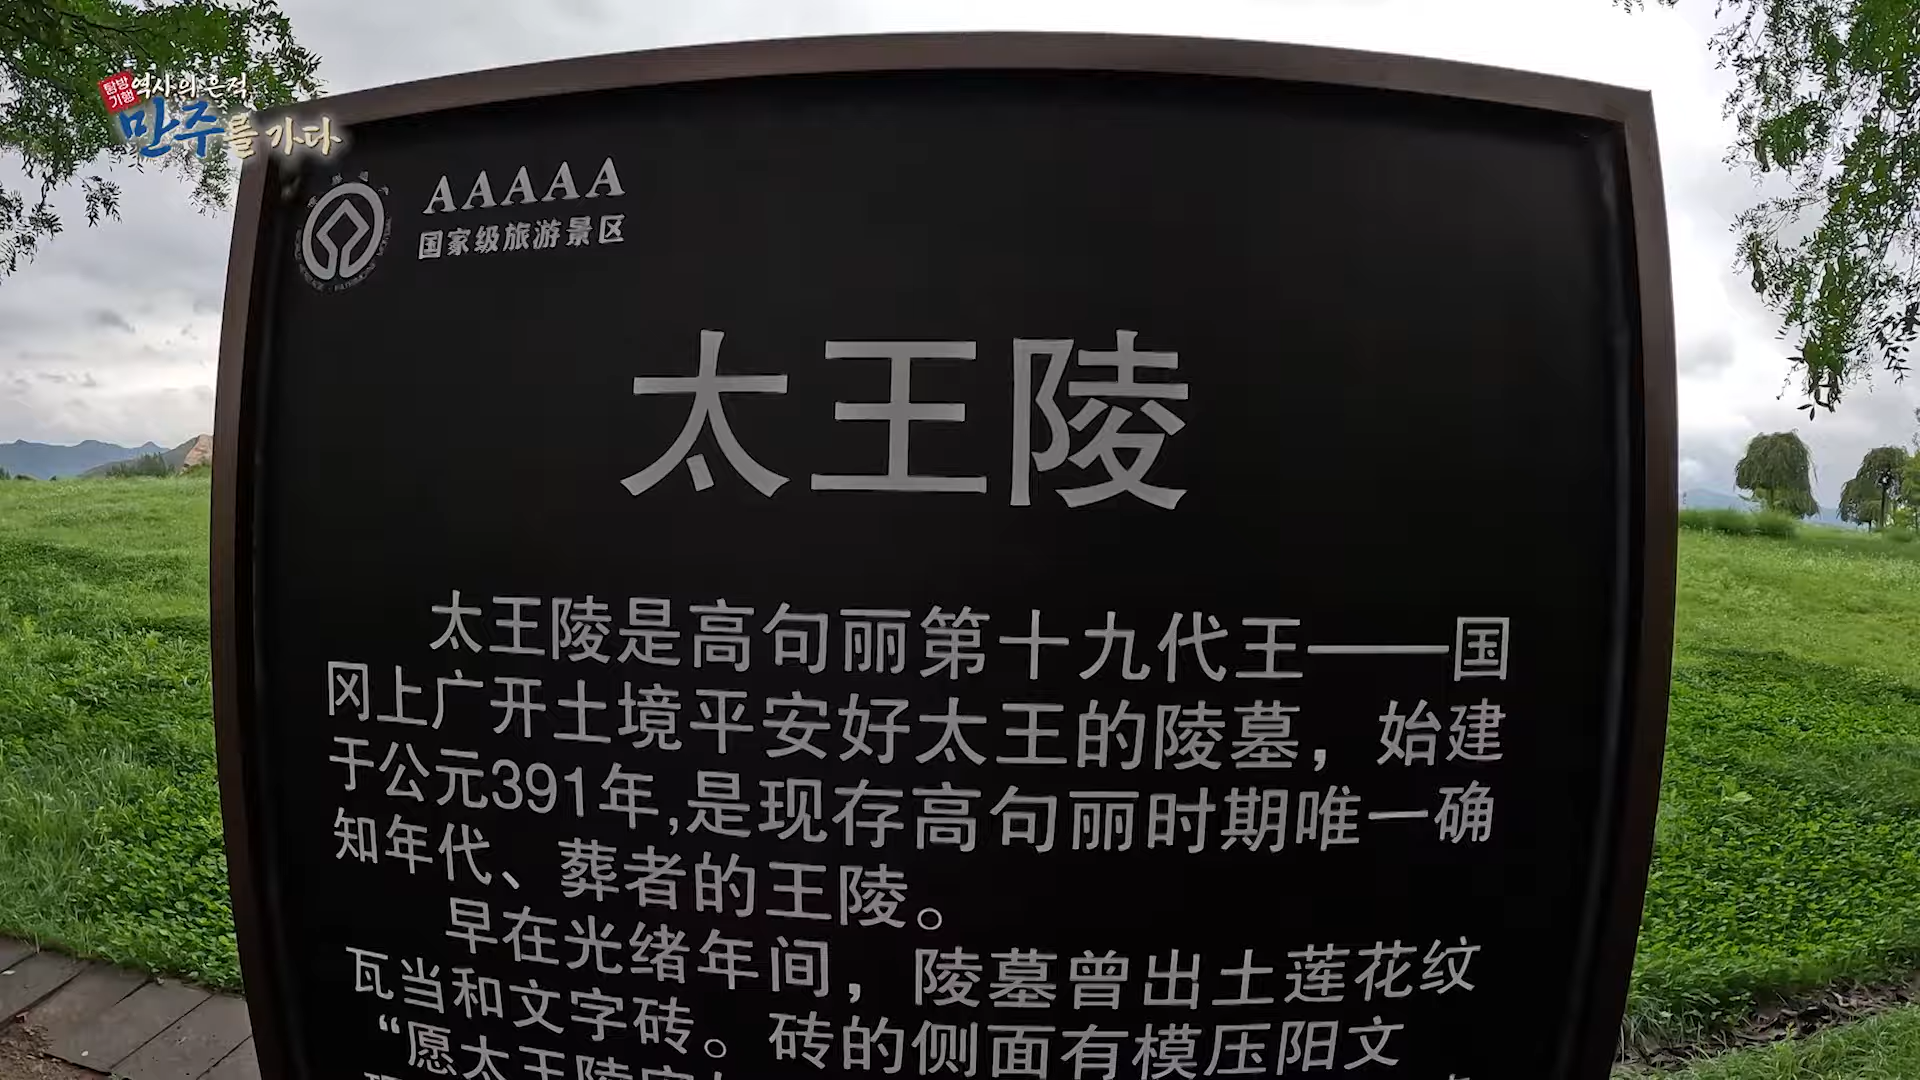 탐방
기행
역사의 흔적
만주를 가다
AAAAA
国家级旅游景区
太王陵
太王陵是高句丽第十九代王——国
冈上广开土境平安好太王的陵墓，始建
于公元391年,是现存高句丽时期唯一确
知年代、葬者的王陵。
早在光绪年间，陵墓曾出土莲花纹
瓦当和文字砖。砖的侧面有模压阳文
“愿太王陵安